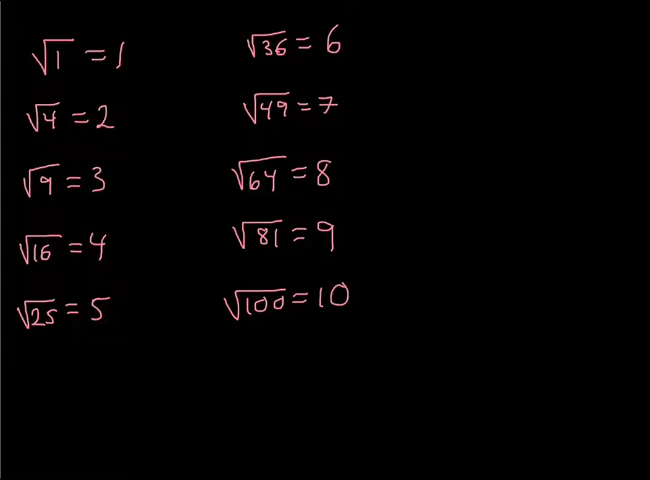 √1 = 1
√4 = 2
√9 = 3
√16 = 4
√25 = 5
√36 = 6
√49 = 7
√64 = 8
√81 = 9
√100 = 10